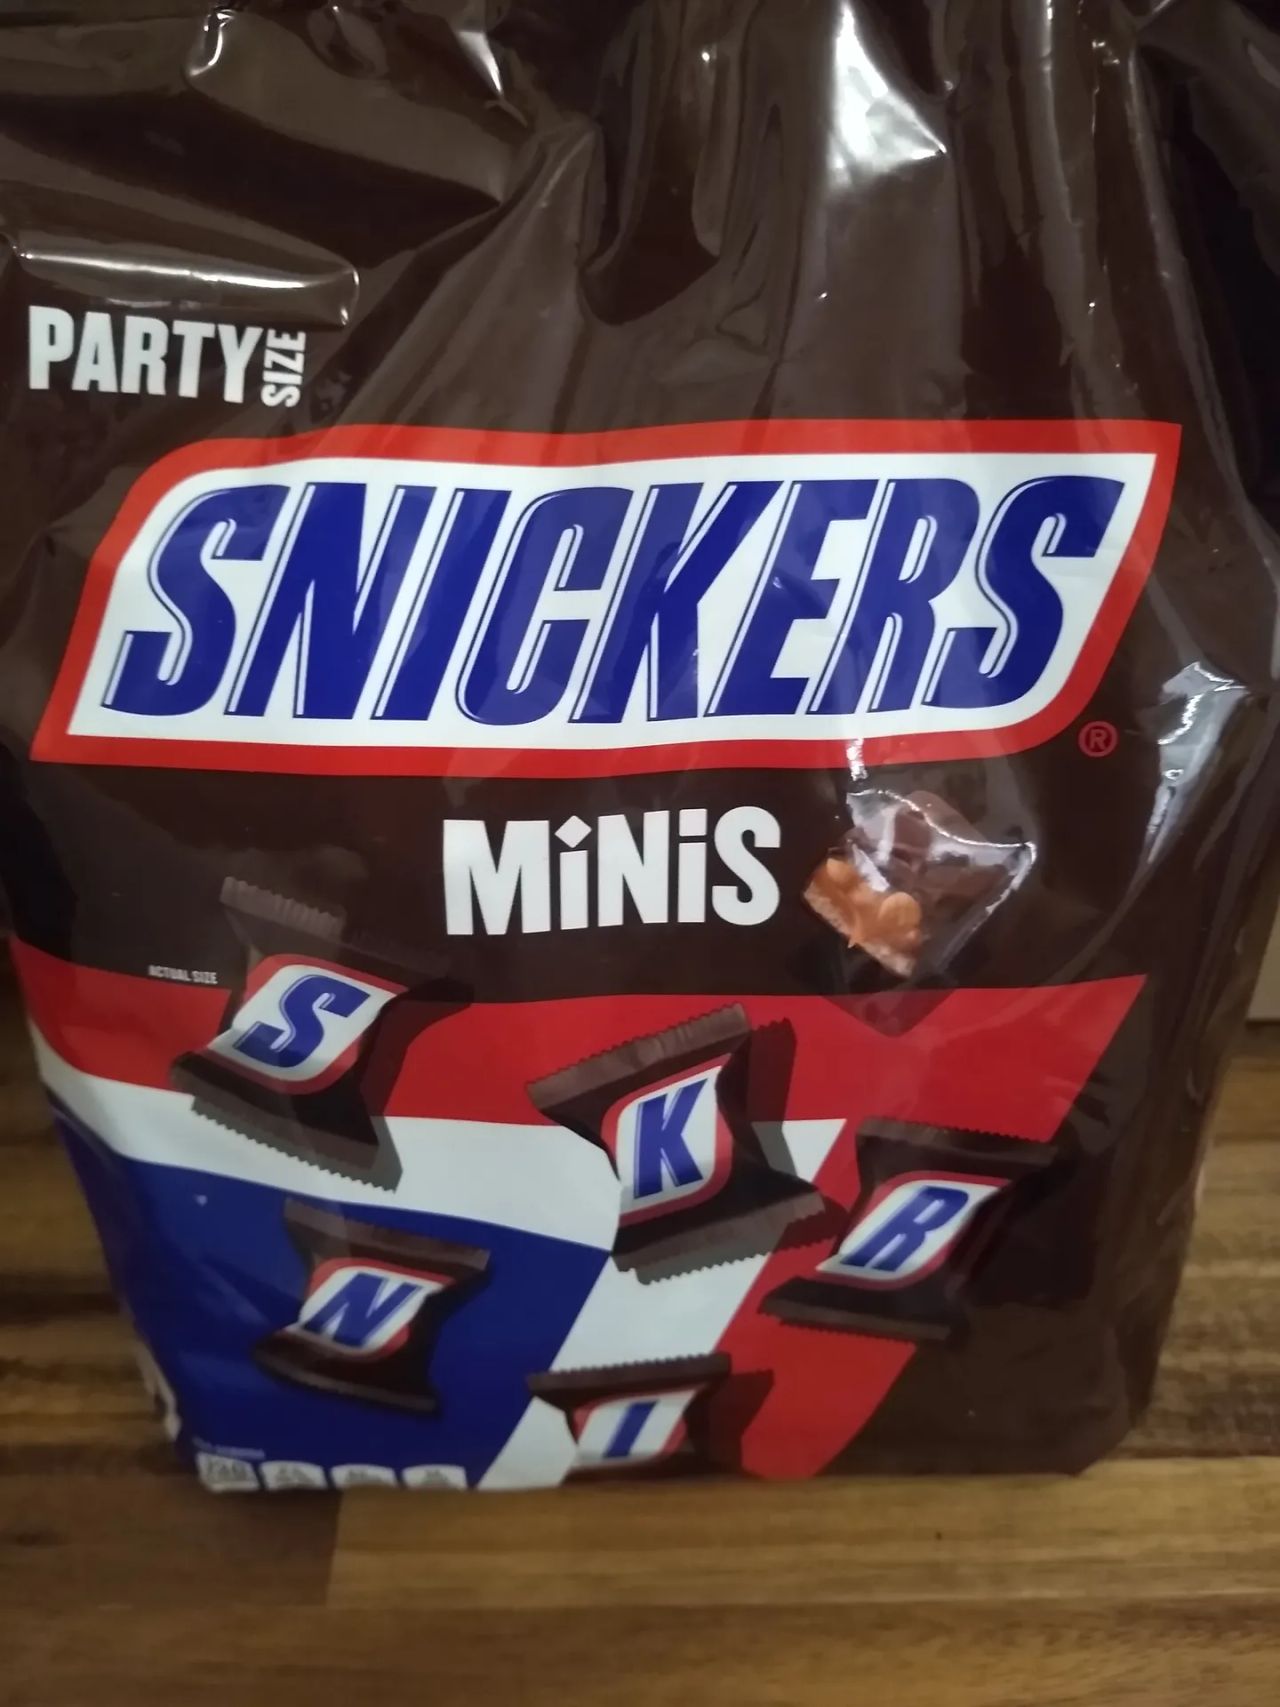 PARTY SIZE
SNICKERS®
MiNiS
ACTUAL SIZE
S
K
R
N
I